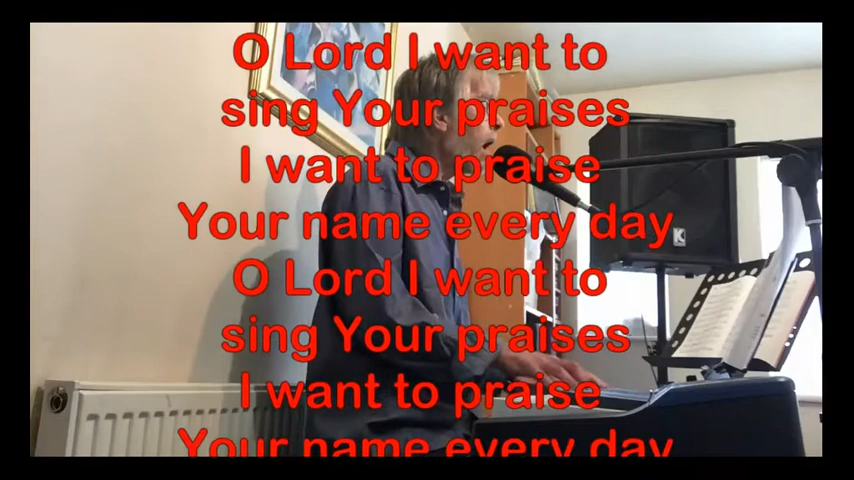 O Lord I want to
sing Your praises
I want to praise
Your name every day
O Lord I want to
sing Your praises
I want to praise
Your name every day
K